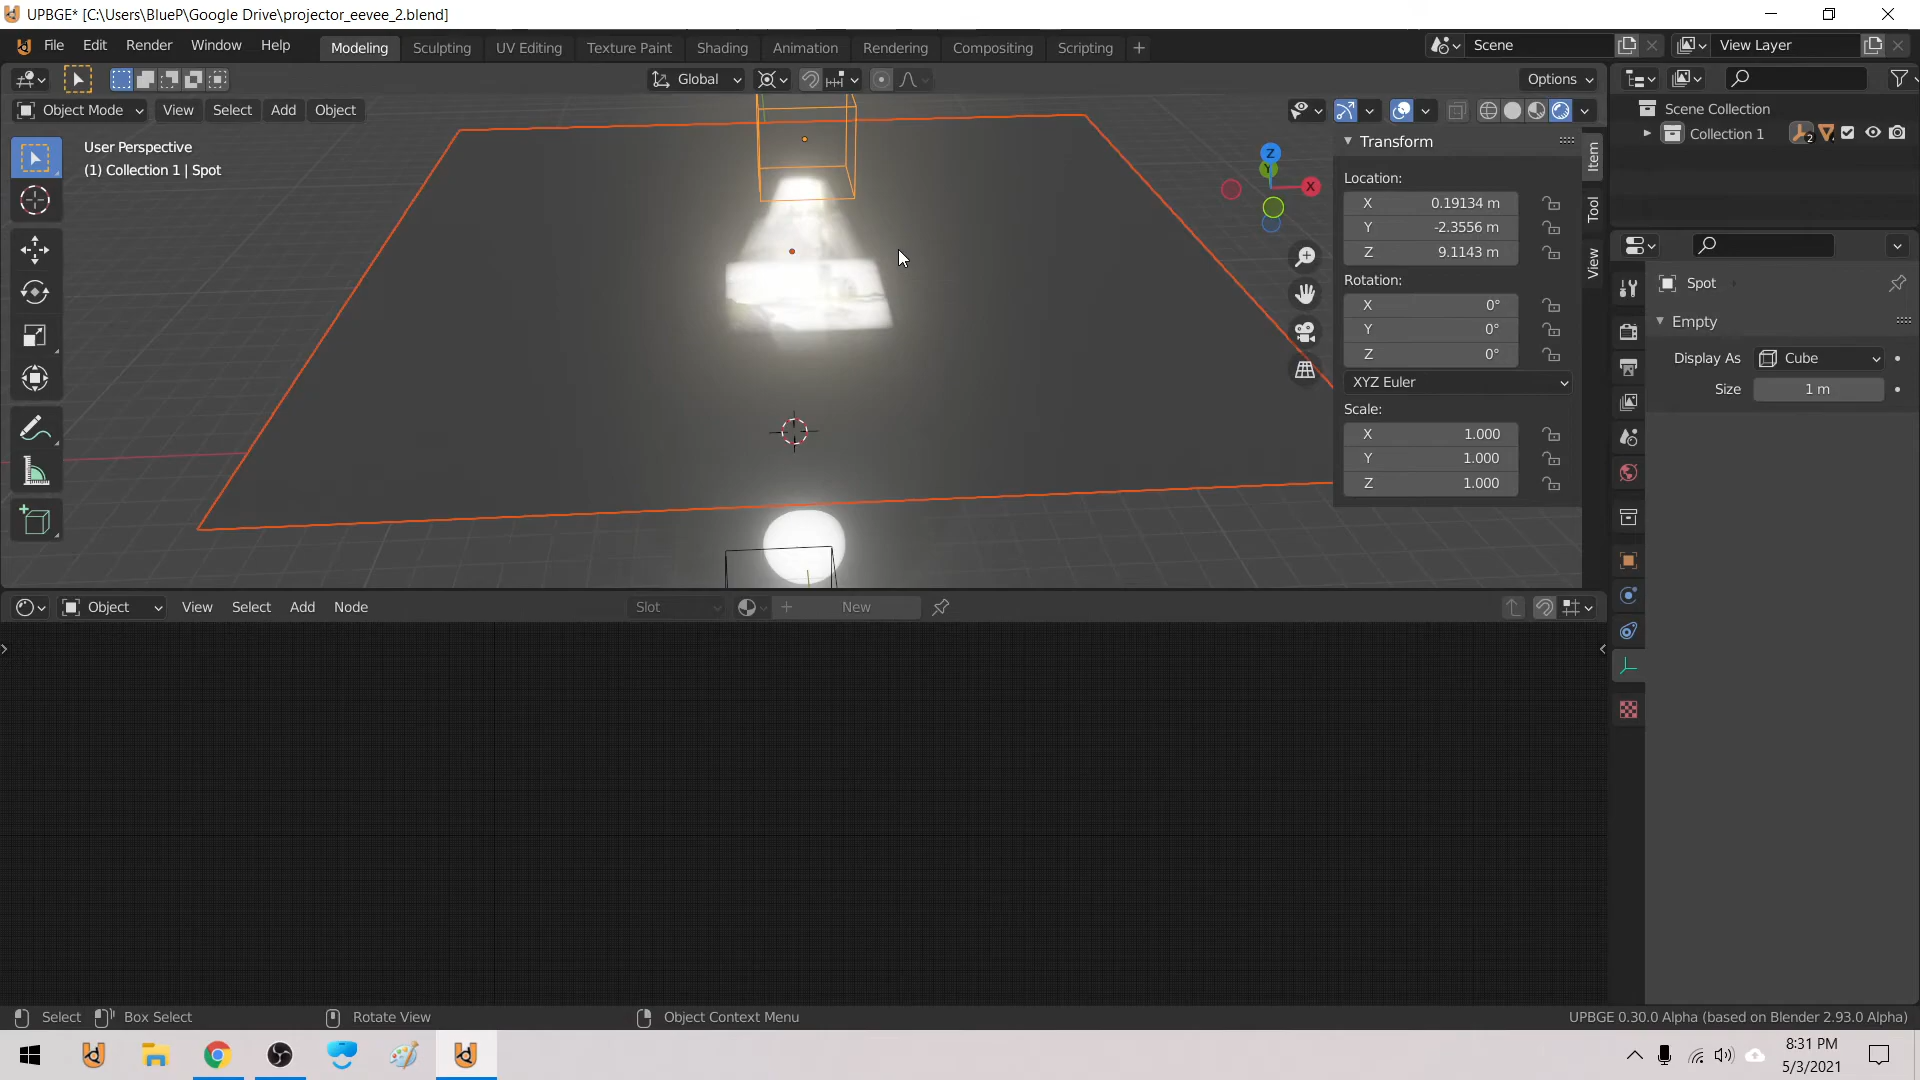 UPBGE* [C:\Users\BlueP\Google Drive\projector_eevee_2.blend]
File Edit Render Window Help
Modeling Sculpting UV Editing Texture Paint Shading Animation Rendering Compositing Scripting +
Scene
View Layer
Global
Options
Object Mode View Select Add Object
User Perspective
(1) Collection 1 | Spot
Z
Y
X
Transform
Location:
X 0.19134 m
Y -2.3556 m
Z 9.1143 m
Rotation:
X 0°
Y 0°
Z 0°
XYZ Euler
Scale:
X 1.000
Y 1.000
Z 1.000
Item
Tool
View
Scene Collection
Collection 1
2
Spot
Empty
Display As Cube
Size 1 m
Object View Select Add Node
Slot
New
Select
Box Select
Rotate View
Object Context Menu
UPBGE 0.30.0 Alpha (based on Blender 2.93.0 Alpha)
8:31 PM
5/3/2021